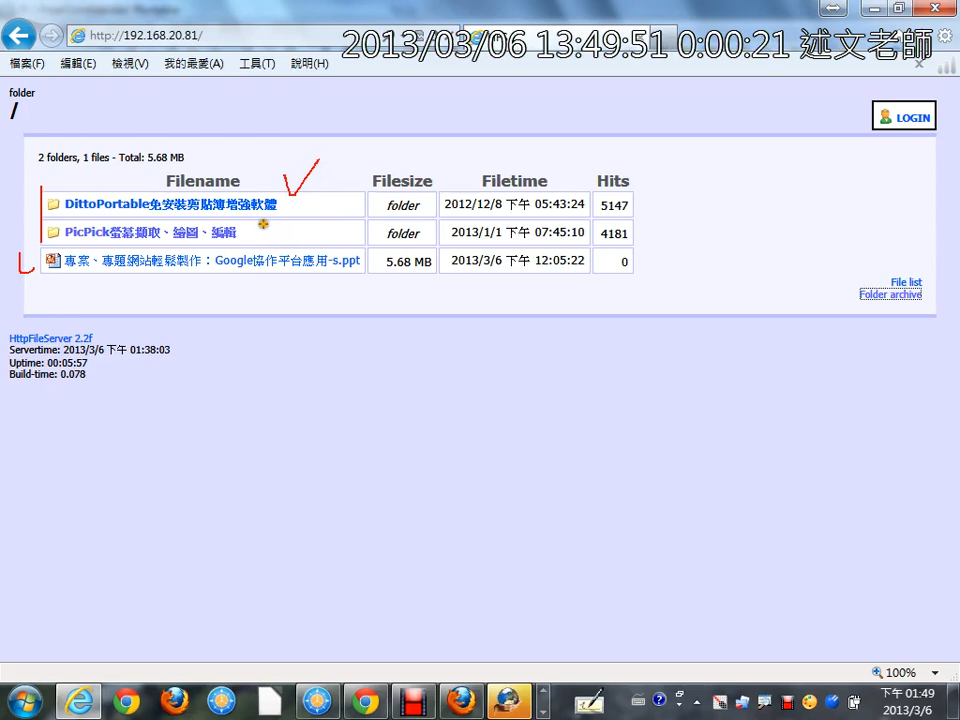 http://192.168.20.81/
2013/03/06 13:49:51 0:00:21 述文老師
檔案(F) 編輯(E) 檢視(V) 我的最愛(A) 工具(T) 說明(H)
folder
/
LOGIN
2 folders, 1 files - Total: 5.68 MB
Filename Filesize Filetime Hits
DittoPortable免安裝剪貼簿增強軟體 folder 2012/12/8 下午 05:43:24 5147
PicPick螢幕擷取、繪圖、編輯 folder 2013/1/1 下午 07:45:10 4181
專案、專題網站輕鬆製作：Google協作平台應用-s.ppt 5.68 MB 2013/3/6 下午 12:05:22 0
File list
Folder archive
HttpFileServer 2.2f
Servertime: 2013/3/6 下午 01:38:03
Uptime: 00:05:57
Build-time: 0.078
100%
下午 01:49
2013/3/6